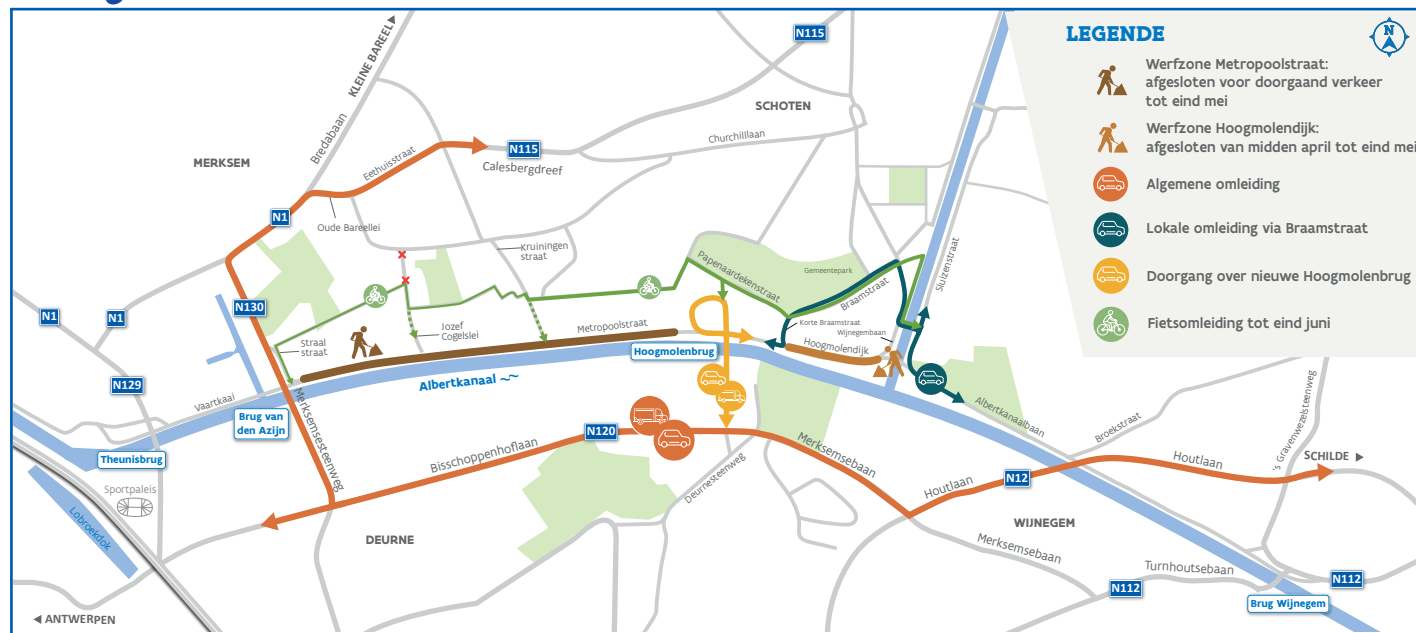 LEGENDE
N
Werfzone Metropoolstraat:
afgesloten voor doorgaand verkeer
tot eind mei
Werfzone Hoogmolendijk:
afgesloten van midden april tot eind mei
Algemene omleiding
Lokale omleiding via Braamstraat
Doorgang over nieuwe Hoogmolenbrug
Fietsomleiding tot eind juni
KLEINE BAREEL
Bredabaan
N115
SCHOTEN
Churchilllaan
MERKSEM
Eethuisstraat
N115
Calesbergdreef
N1
Oude Bareellei
Kruiningen
straat
Papenaardekenstraat
Gemeentepark
Braamstraat
Sluizenstraat
N130
N1
N1
Straal
straat
Jozef
Cogelslei
Metropoolstraat
Korte Braamstraat
Wijnegembaan
Hoogmolendijk
Hoogmolenbrug
Albertkanaal
N129
Vaartkaai
Brug van
den Azijn
Merksemsesteenweg
Theunisbrug
Sportpaleis
Lobroekdok
Bisschoppenhoflaan
N120
Deurnesteenweg
Merksemsebaan
Albertkanaalbaan
Broekstraat
's Gravenwezelsteenweg
Houtlaan
SCHILDE
Houtlaan
N12
WIJNEGEM
DEURNE
Merksemsebaan
Turnhoutsebaan
N112
N112
Brug Wijnegem
ANTWERPEN